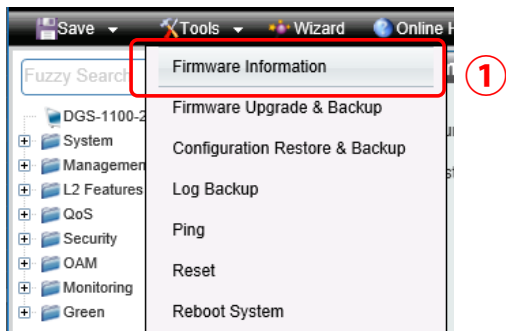 Save Tools Wizard Online H
Fuzzy Search
Firmware Information
①
DGS-1100-2
Firmware Upgrade & Backup
System
Configuration Restore & Backup
Managemen
L2 Features
Log Backup
QoS
Ping
Security
OAM
Reset
Monitoring
Green
Reboot System